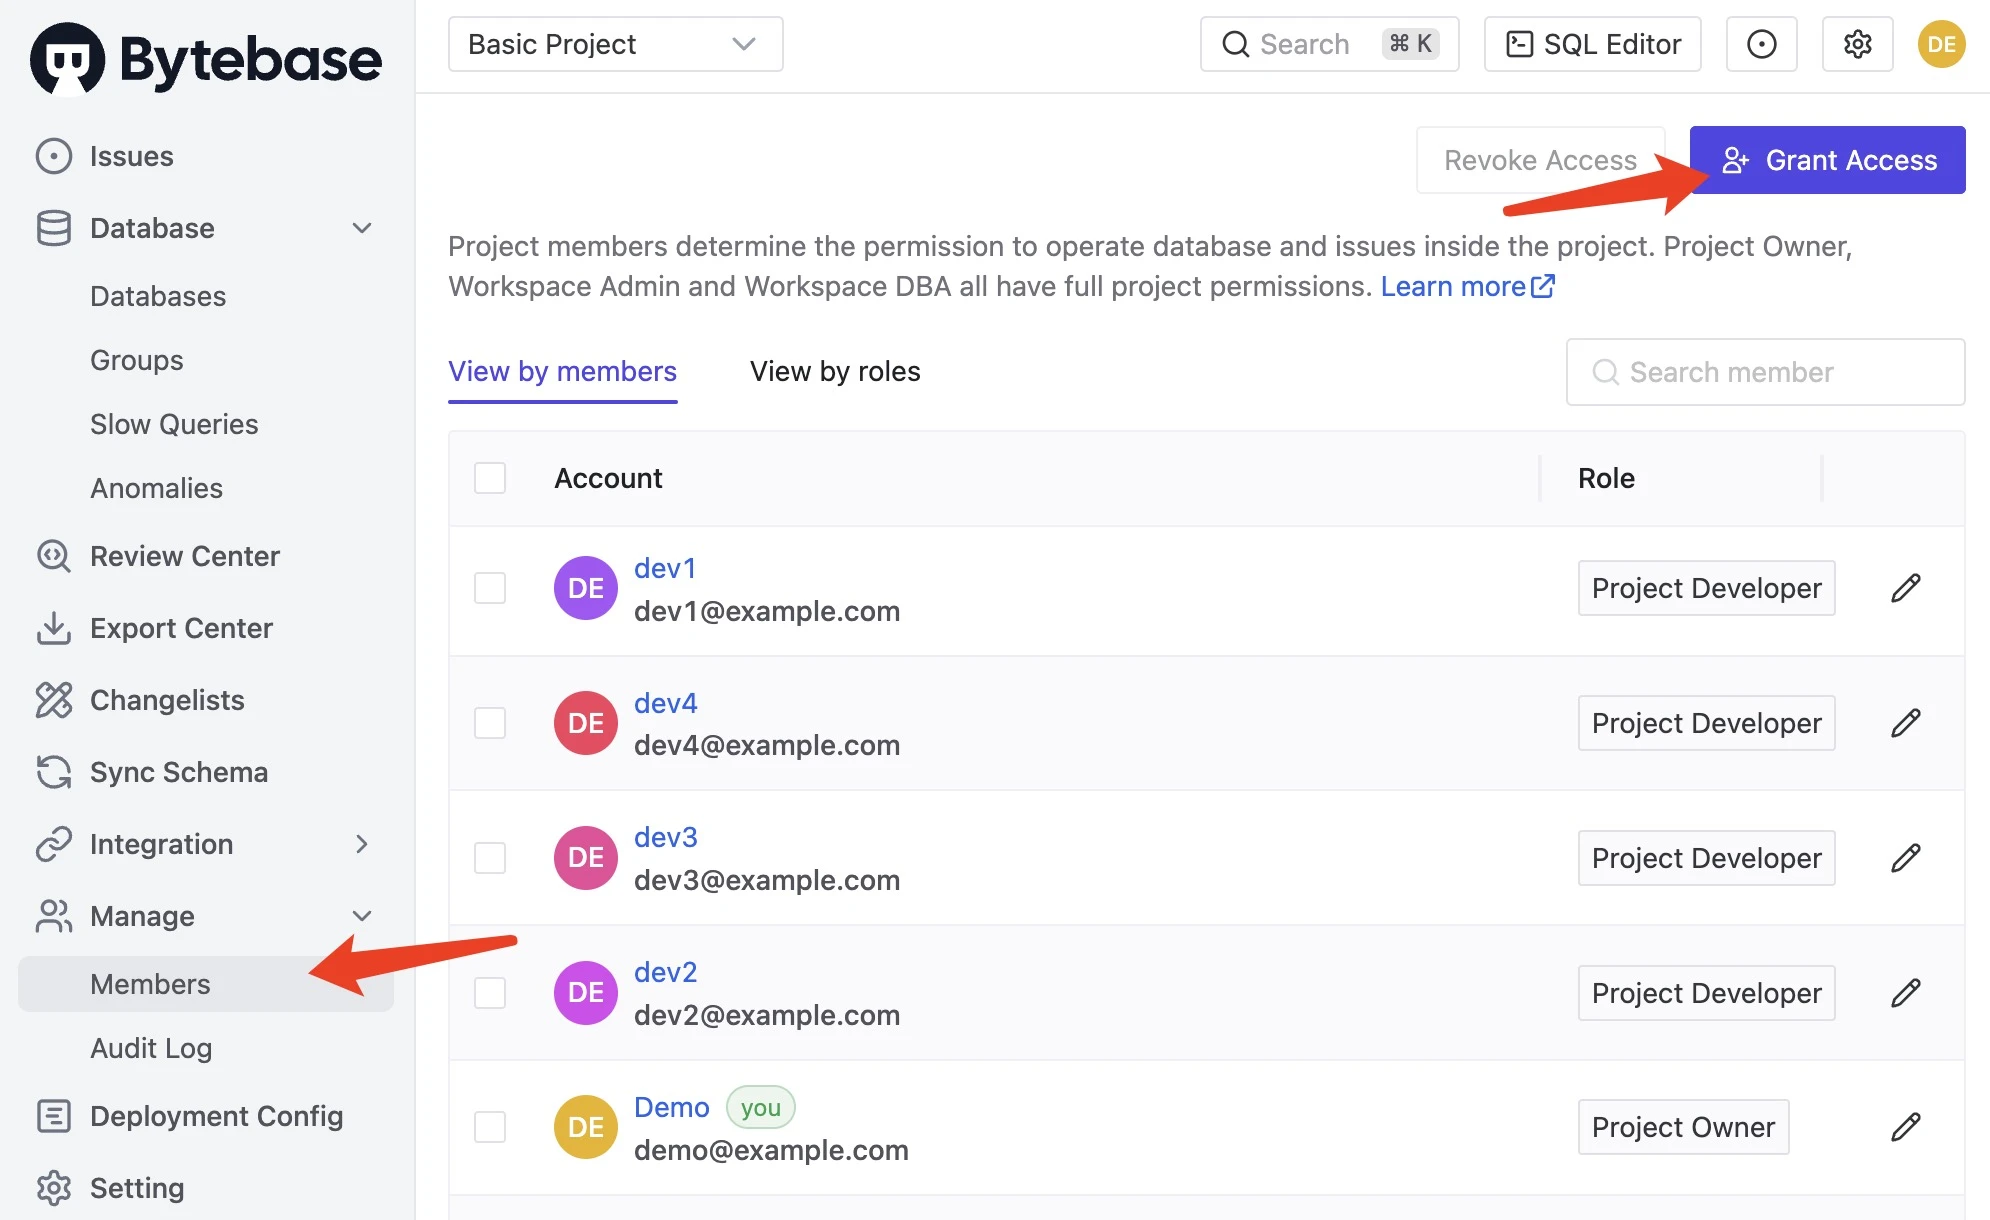 Bytebase
Basic Project
Search ⌘ K
SQL Editor
DE
Issues
Database
Databases
Groups
Slow Queries
Anomalies
Review Center
Export Center
Changelists
Sync Schema
Integration
Manage
Members
Audit Log
Deployment Config
Setting
Revoke Access
Grant Access
Project members determine the permission to operate database and issues inside the project. Project Owner,
Workspace Admin and Workspace DBA all have full project permissions. Learn more
View by members
View by roles
Search member
Account
Role
DE
dev1
dev1@example.com
Project Developer
DE
dev4
dev4@example.com
Project Developer
DE
dev3
dev3@example.com
Project Developer
DE
dev2
dev2@example.com
Project Developer
DE
Demo you
demo@example.com
Project Owner